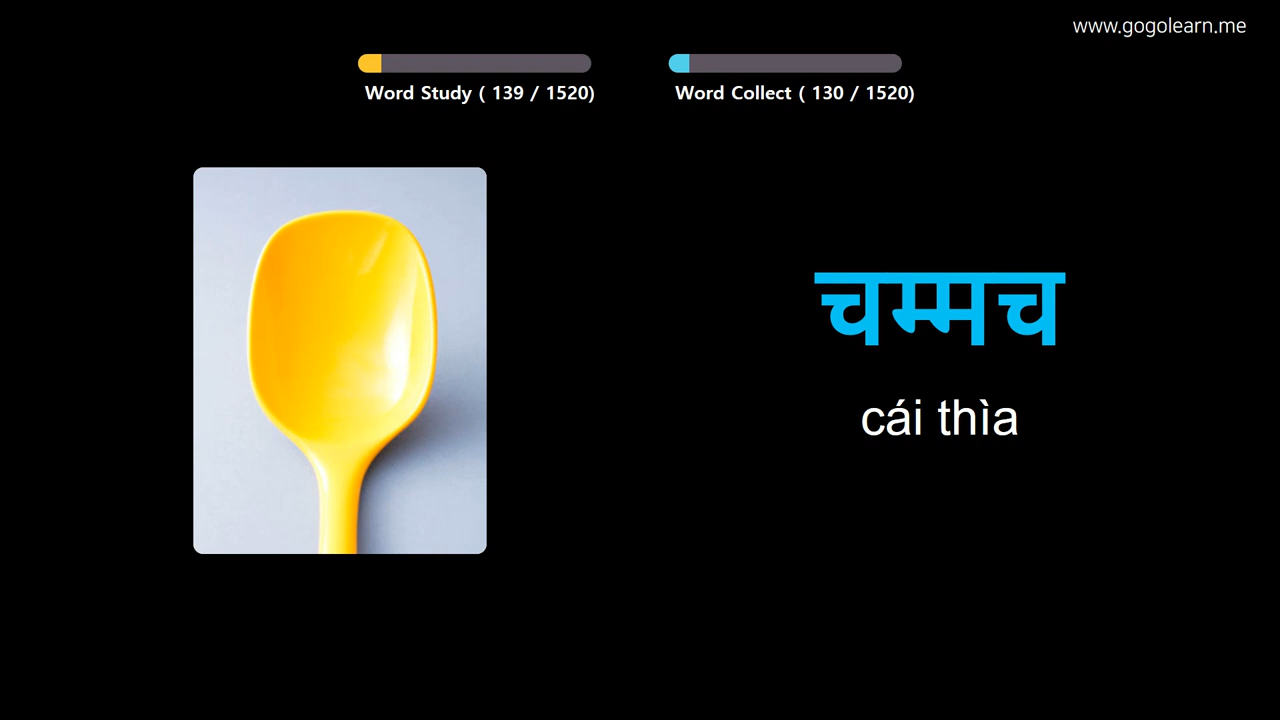 www.gogolearn.me
Word Study ( 139 / 1520)
Word Collect ( 130 / 1520)
चम्मच
cái thìa